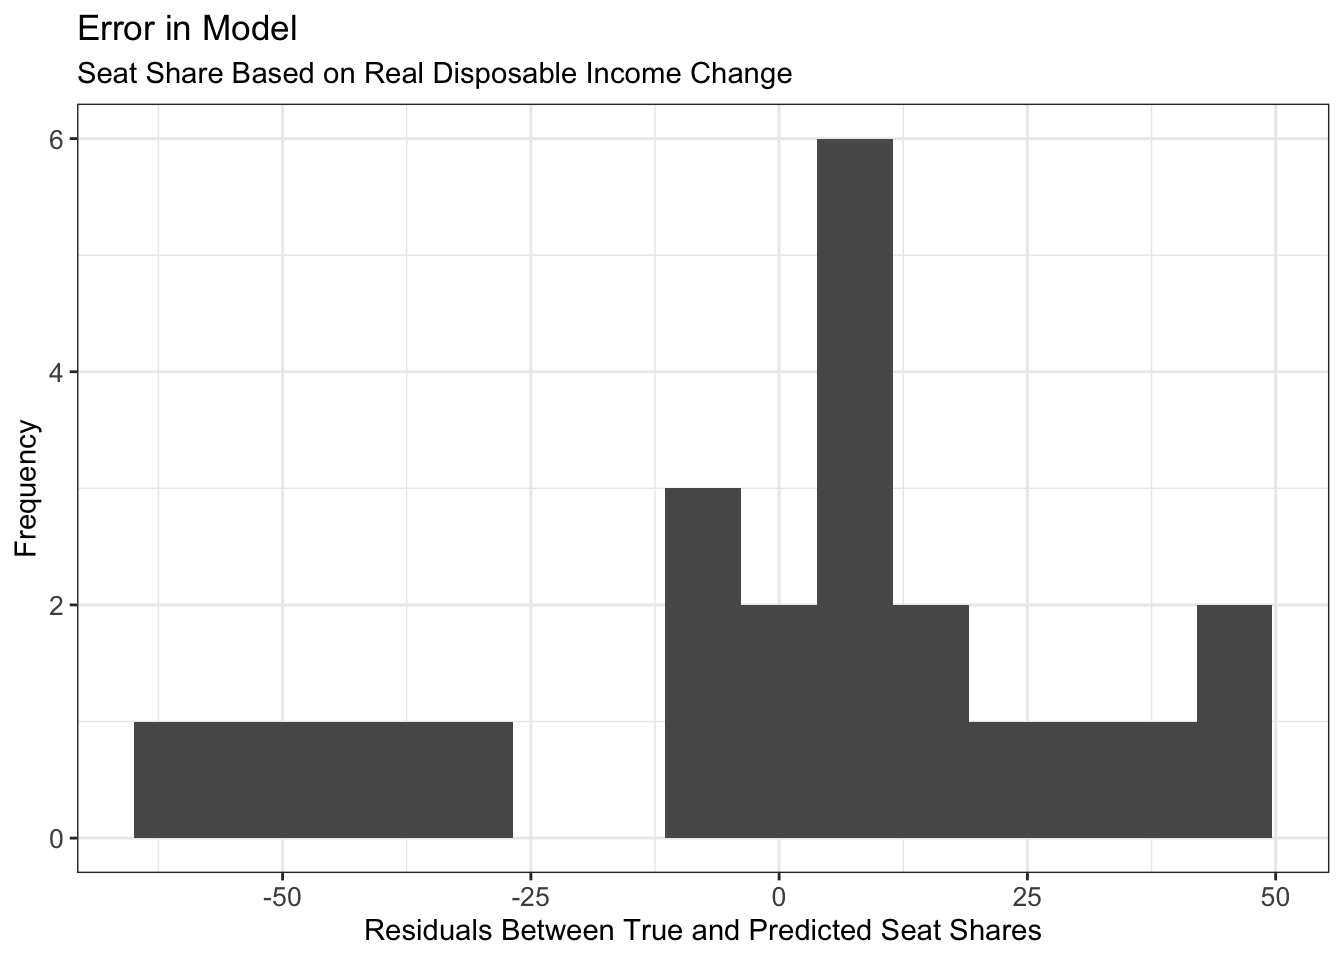 Error in Model
Seat Share Based on Real Disposable Income Change
6
4
2
0
Frequency
-50 -25 0 25 50
Residuals Between True and Predicted Seat Shares